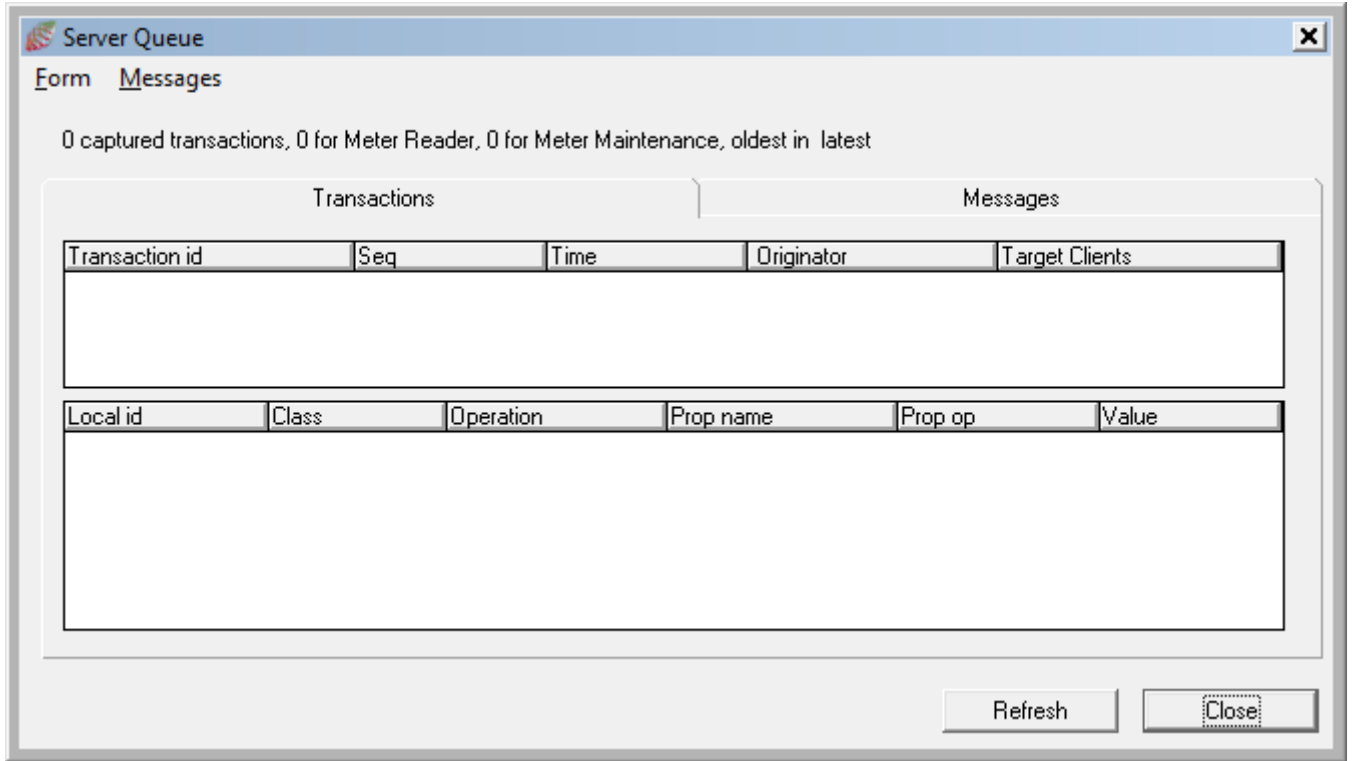 Server Queue
Form Messages
0 captured transactions, 0 for Meter Reader, 0 for Meter Maintenance, oldest in  latest
Transactions Messages
Transaction id Seq Time Originator Target Clients
Local id Class Operation Prop name Prop op Value
Refresh Close